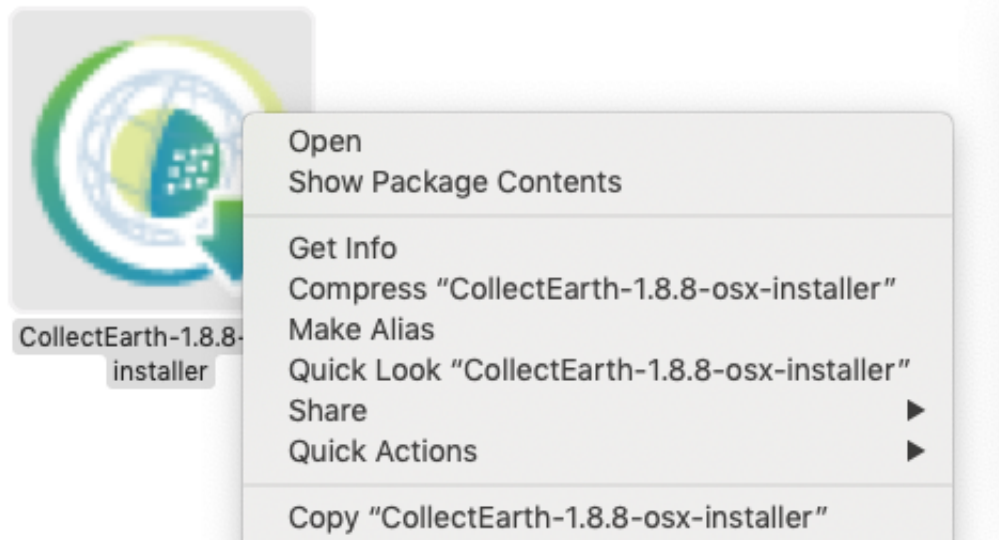 Open
Show Package Contents
Get Info
Compress “CollectEarth-1.8.8-osx-installer”
Make Alias
Quick Look “CollectEarth-1.8.8-osx-installer”
Share
Quick Actions
Copy “CollectEarth-1.8.8-osx-installer”
CollectEarth-1.8.8-
installer